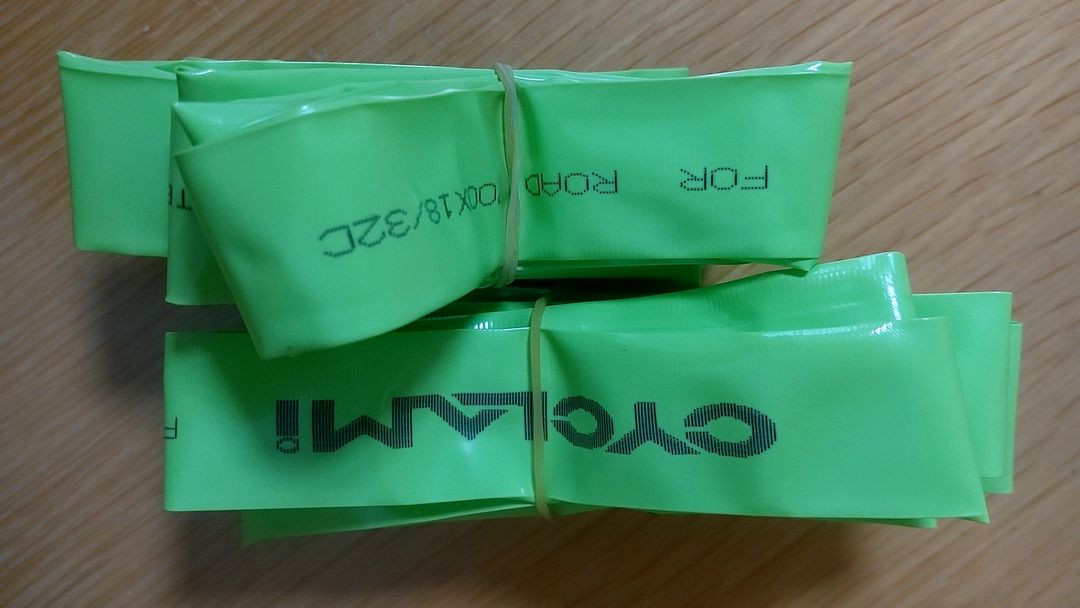 FOR ROAD 700X18/32C
CYCLAMi